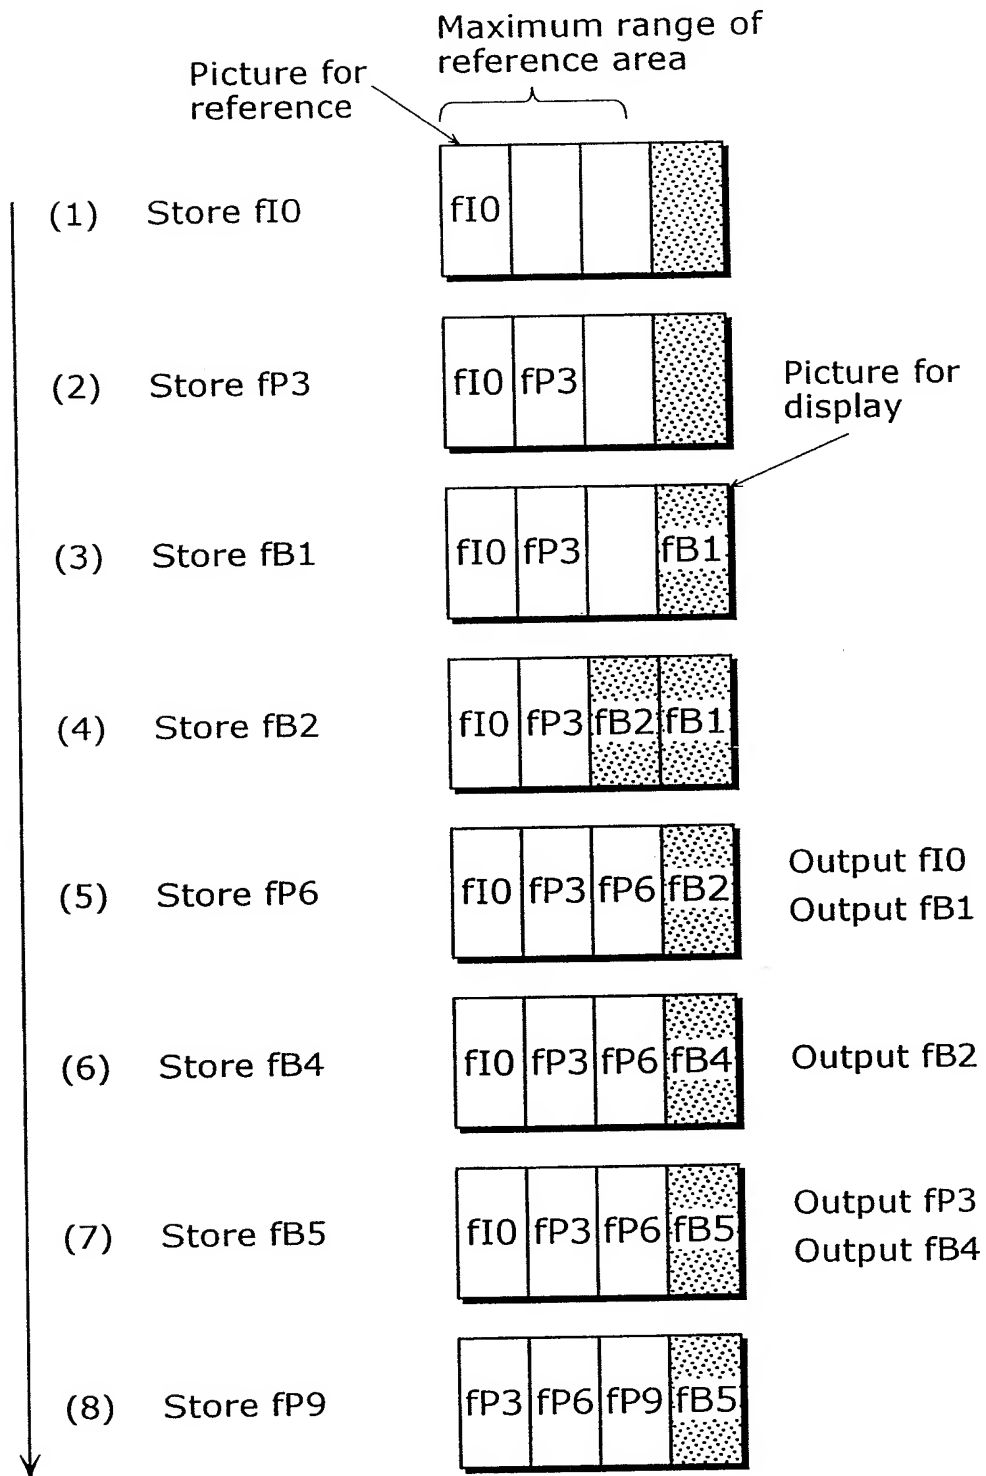 Maximum range of
reference area
Picture for
reference
(1) Store fI0
fI0
(2) Store fP3
fI0 fP3
Picture for
display
(3) Store fB1
fI0 fP3 fB1
(4) Store fB2
fI0 fP3 fB2 fB1
(5) Store fP6
fI0 fP3 fP6 fB2
Output fI0
Output fB1
(6) Store fB4
fI0 fP3 fP6 fB4
Output fB2
(7) Store fB5
fI0 fP3 fP6 fB5
Output fP3
Output fB4
(8) Store fP9
fP3 fP6 fP9 fB5